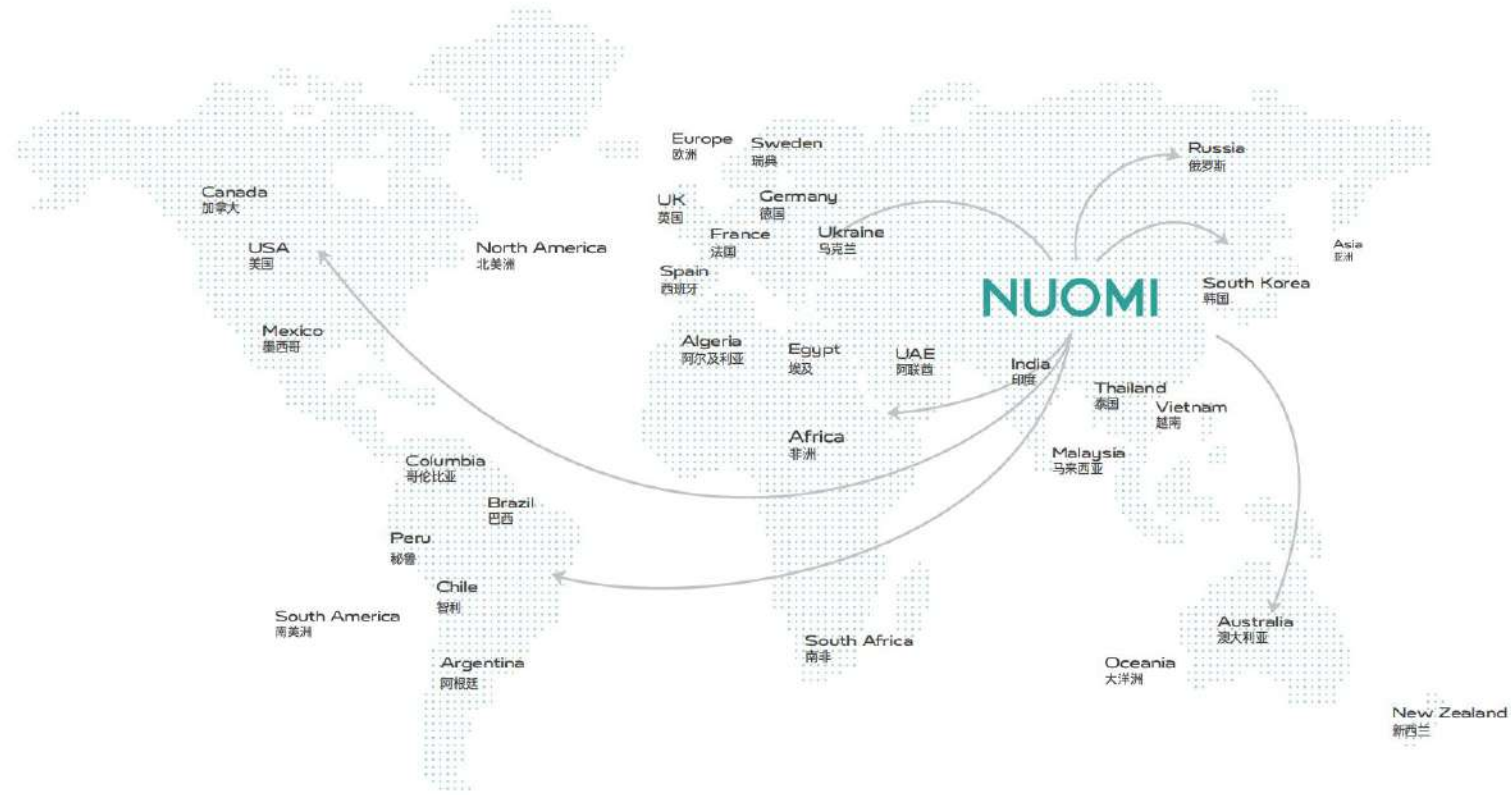 Europe
欧洲
Sweden
瑞典
Russia
俄罗斯
Canada
加拿大
UK
英国
Germany
德国
France
法国
Ukraine
乌克兰
USA
美国
North America
北美洲
Asia
亚洲
Spain
西班牙
NUOMI
South Korea
韩国
Mexico
墨西哥
Algeria
阿尔及利亚
Egypt
埃及
UAE
阿联酋
India
印度
Thailand
泰国
Vietnam
越南
Africa
非洲
Malaysia
马来西亚
Columbia
哥伦比亚
Brazil
巴西
Peru
秘鲁
Chile
智利
South America
南美洲
Australia
澳大利亚
South Africa
南非
Argentina
阿根廷
Oceania
大洋洲
New Zealand
新西兰